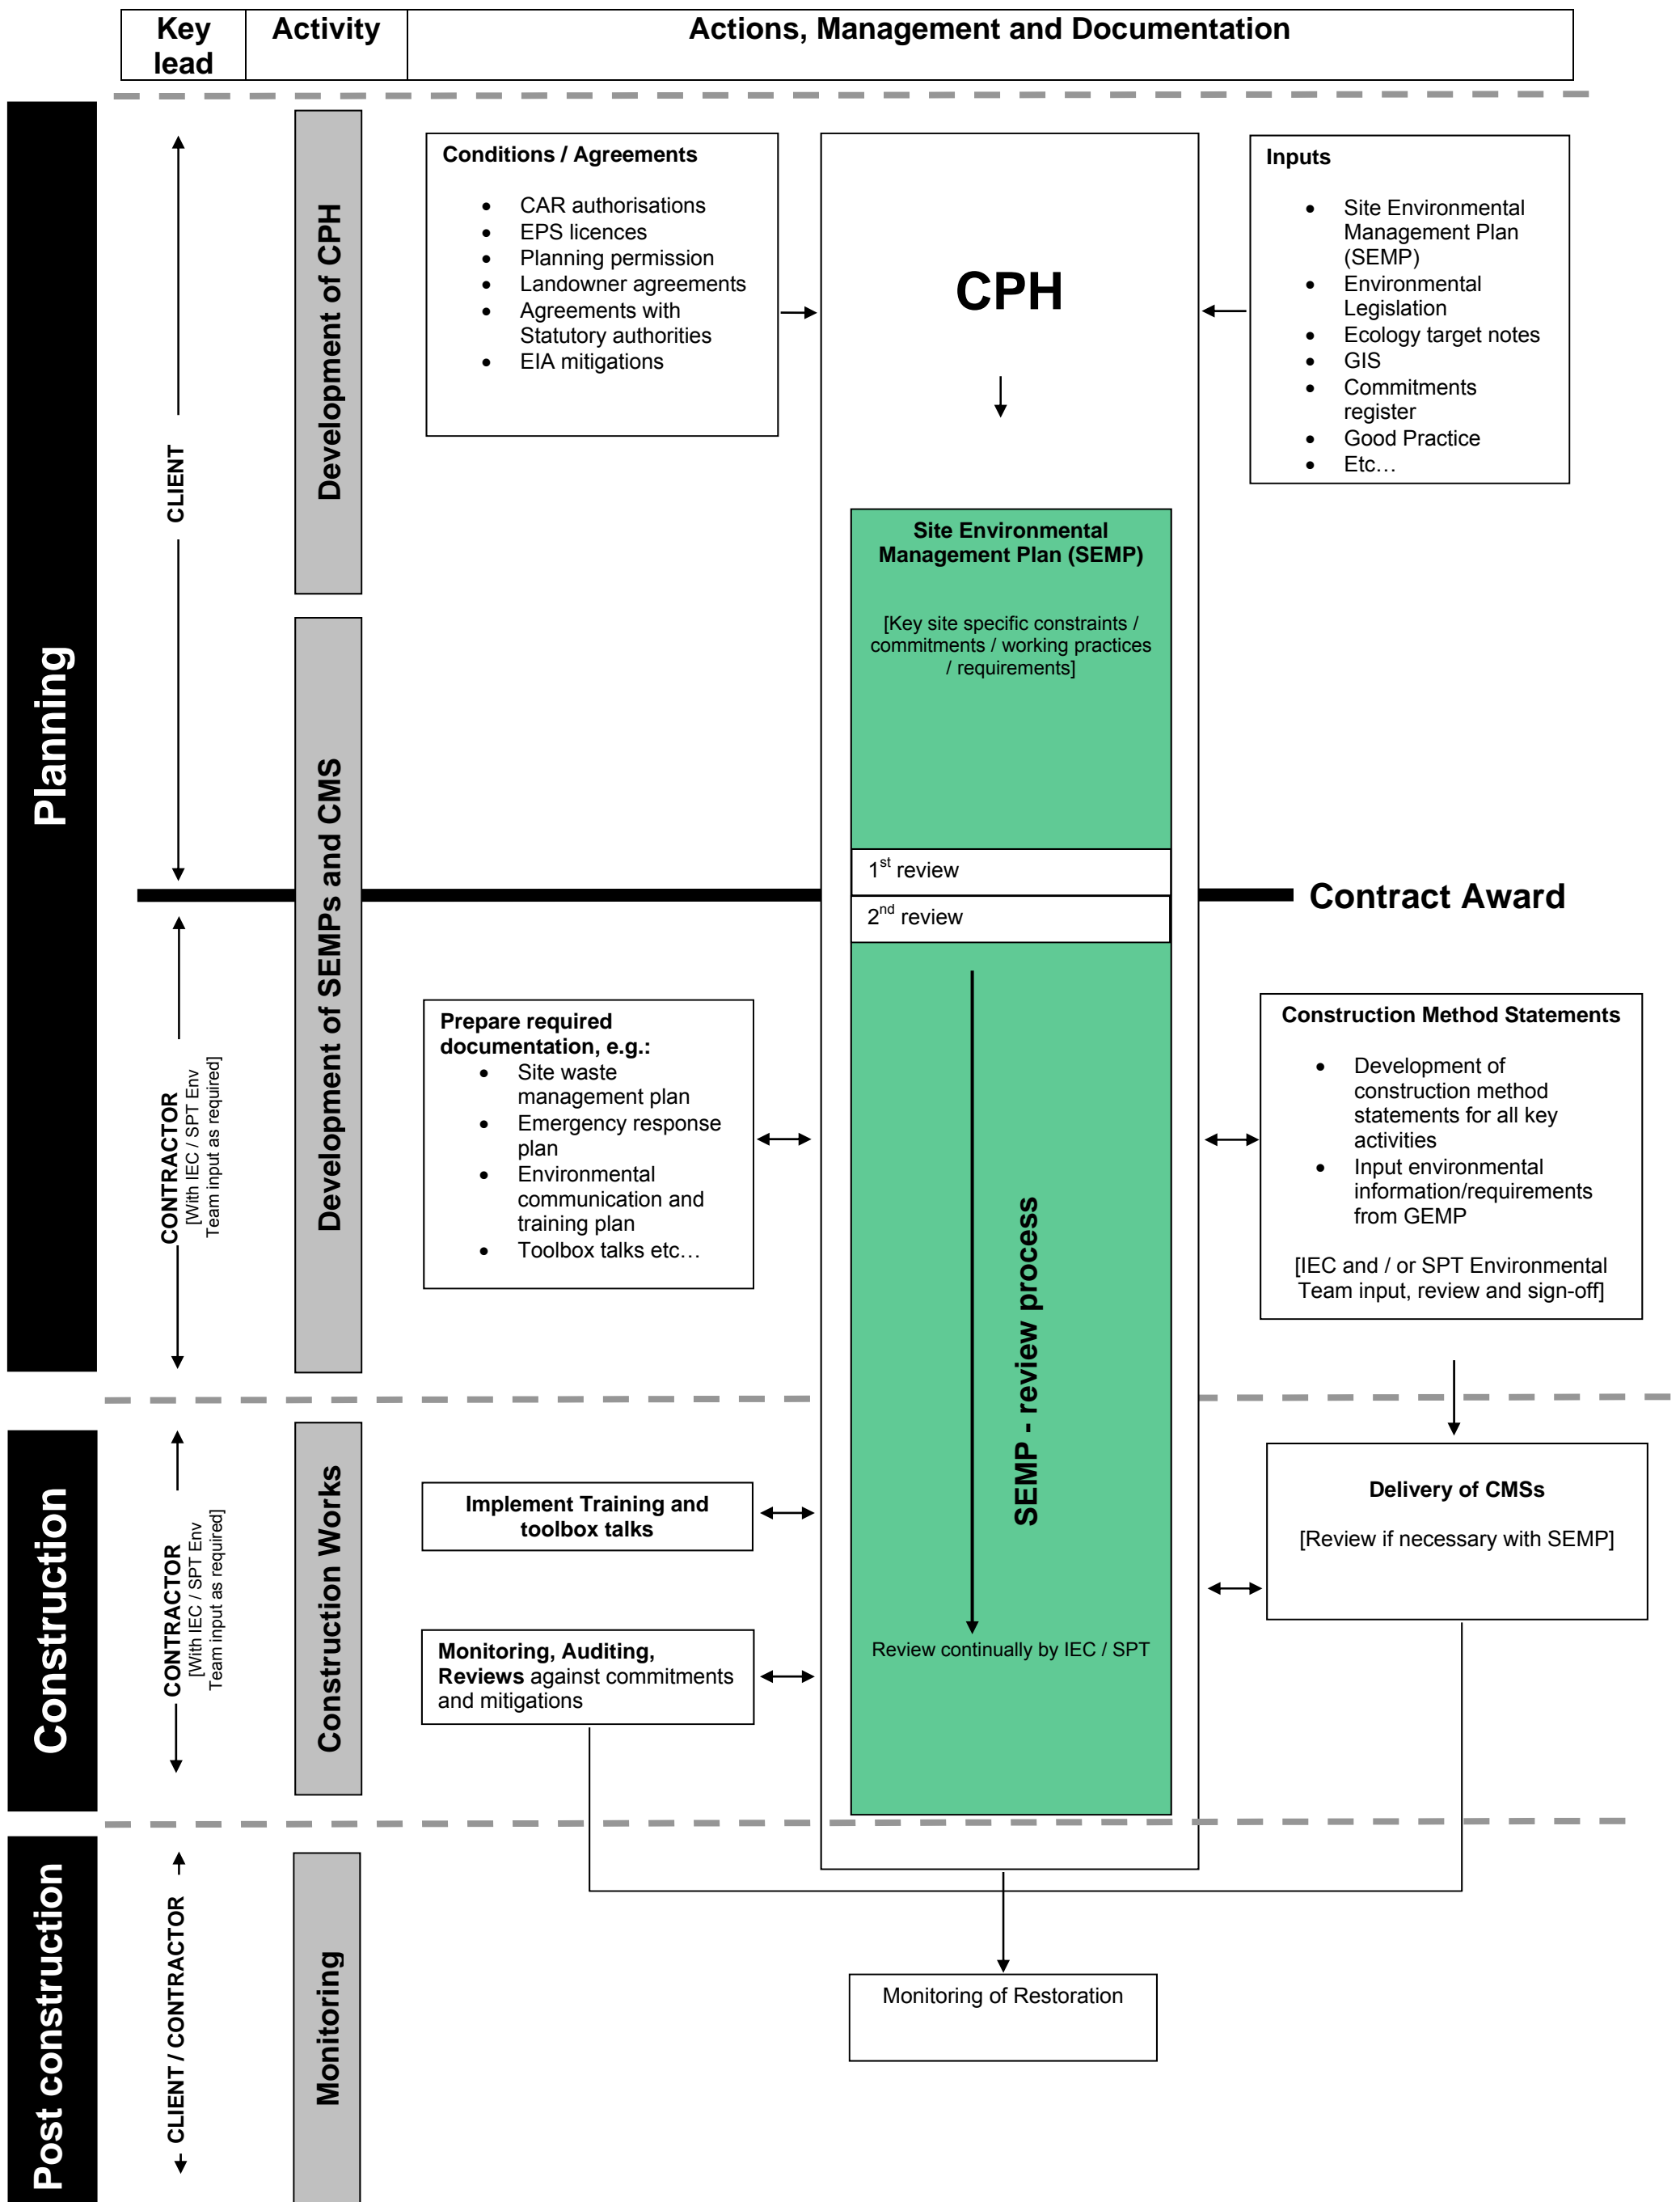 Key
lead
Activity
Actions, Management and Documentation
Planning
CLIENT
Development of CPH
Conditions / Agreements
• CAR authorisations
• EPS licences
• Planning permission
• Landowner agreements
• Agreements with
Statutory authorities
• EIA mitigations
CPH
Inputs
• Site Environmental
Management Plan
(SEMP)
• Environmental
Legislation
• Ecology target notes
• GIS
• Commitments
register
• Good Practice
• Etc…
Site Environmental
Management Plan (SEMP)
[Key site specific constraints /
commitments / working practices
/ requirements]
Development of SEMPs and CMS
1st review
Contract Award
2nd review
CONTRACTOR
[With IEC / SPT Env
Team input as required]
Prepare required
documentation, e.g.:
• Site waste
management plan
• Emergency response
plan
• Environmental
communication and
training plan
• Toolbox talks etc…
SEMP - review process
Construction Method Statements
• Development of
construction method
statements for all key
activities
• Input environmental
information/requirements
from GEMP
[IEC and / or SPT Environmental
Team input, review and sign-off]
Construction
CONTRACTOR
[With IEC / SPT Env
Team input as required]
Construction Works
Implement Training and
toolbox talks
Delivery of CMSs
[Review if necessary with SEMP]
Monitoring, Auditing,
Reviews against commitments
and mitigations
Review continually by IEC / SPT
Post construction
CLIENT / CONTRACTOR
Monitoring
Monitoring of Restoration